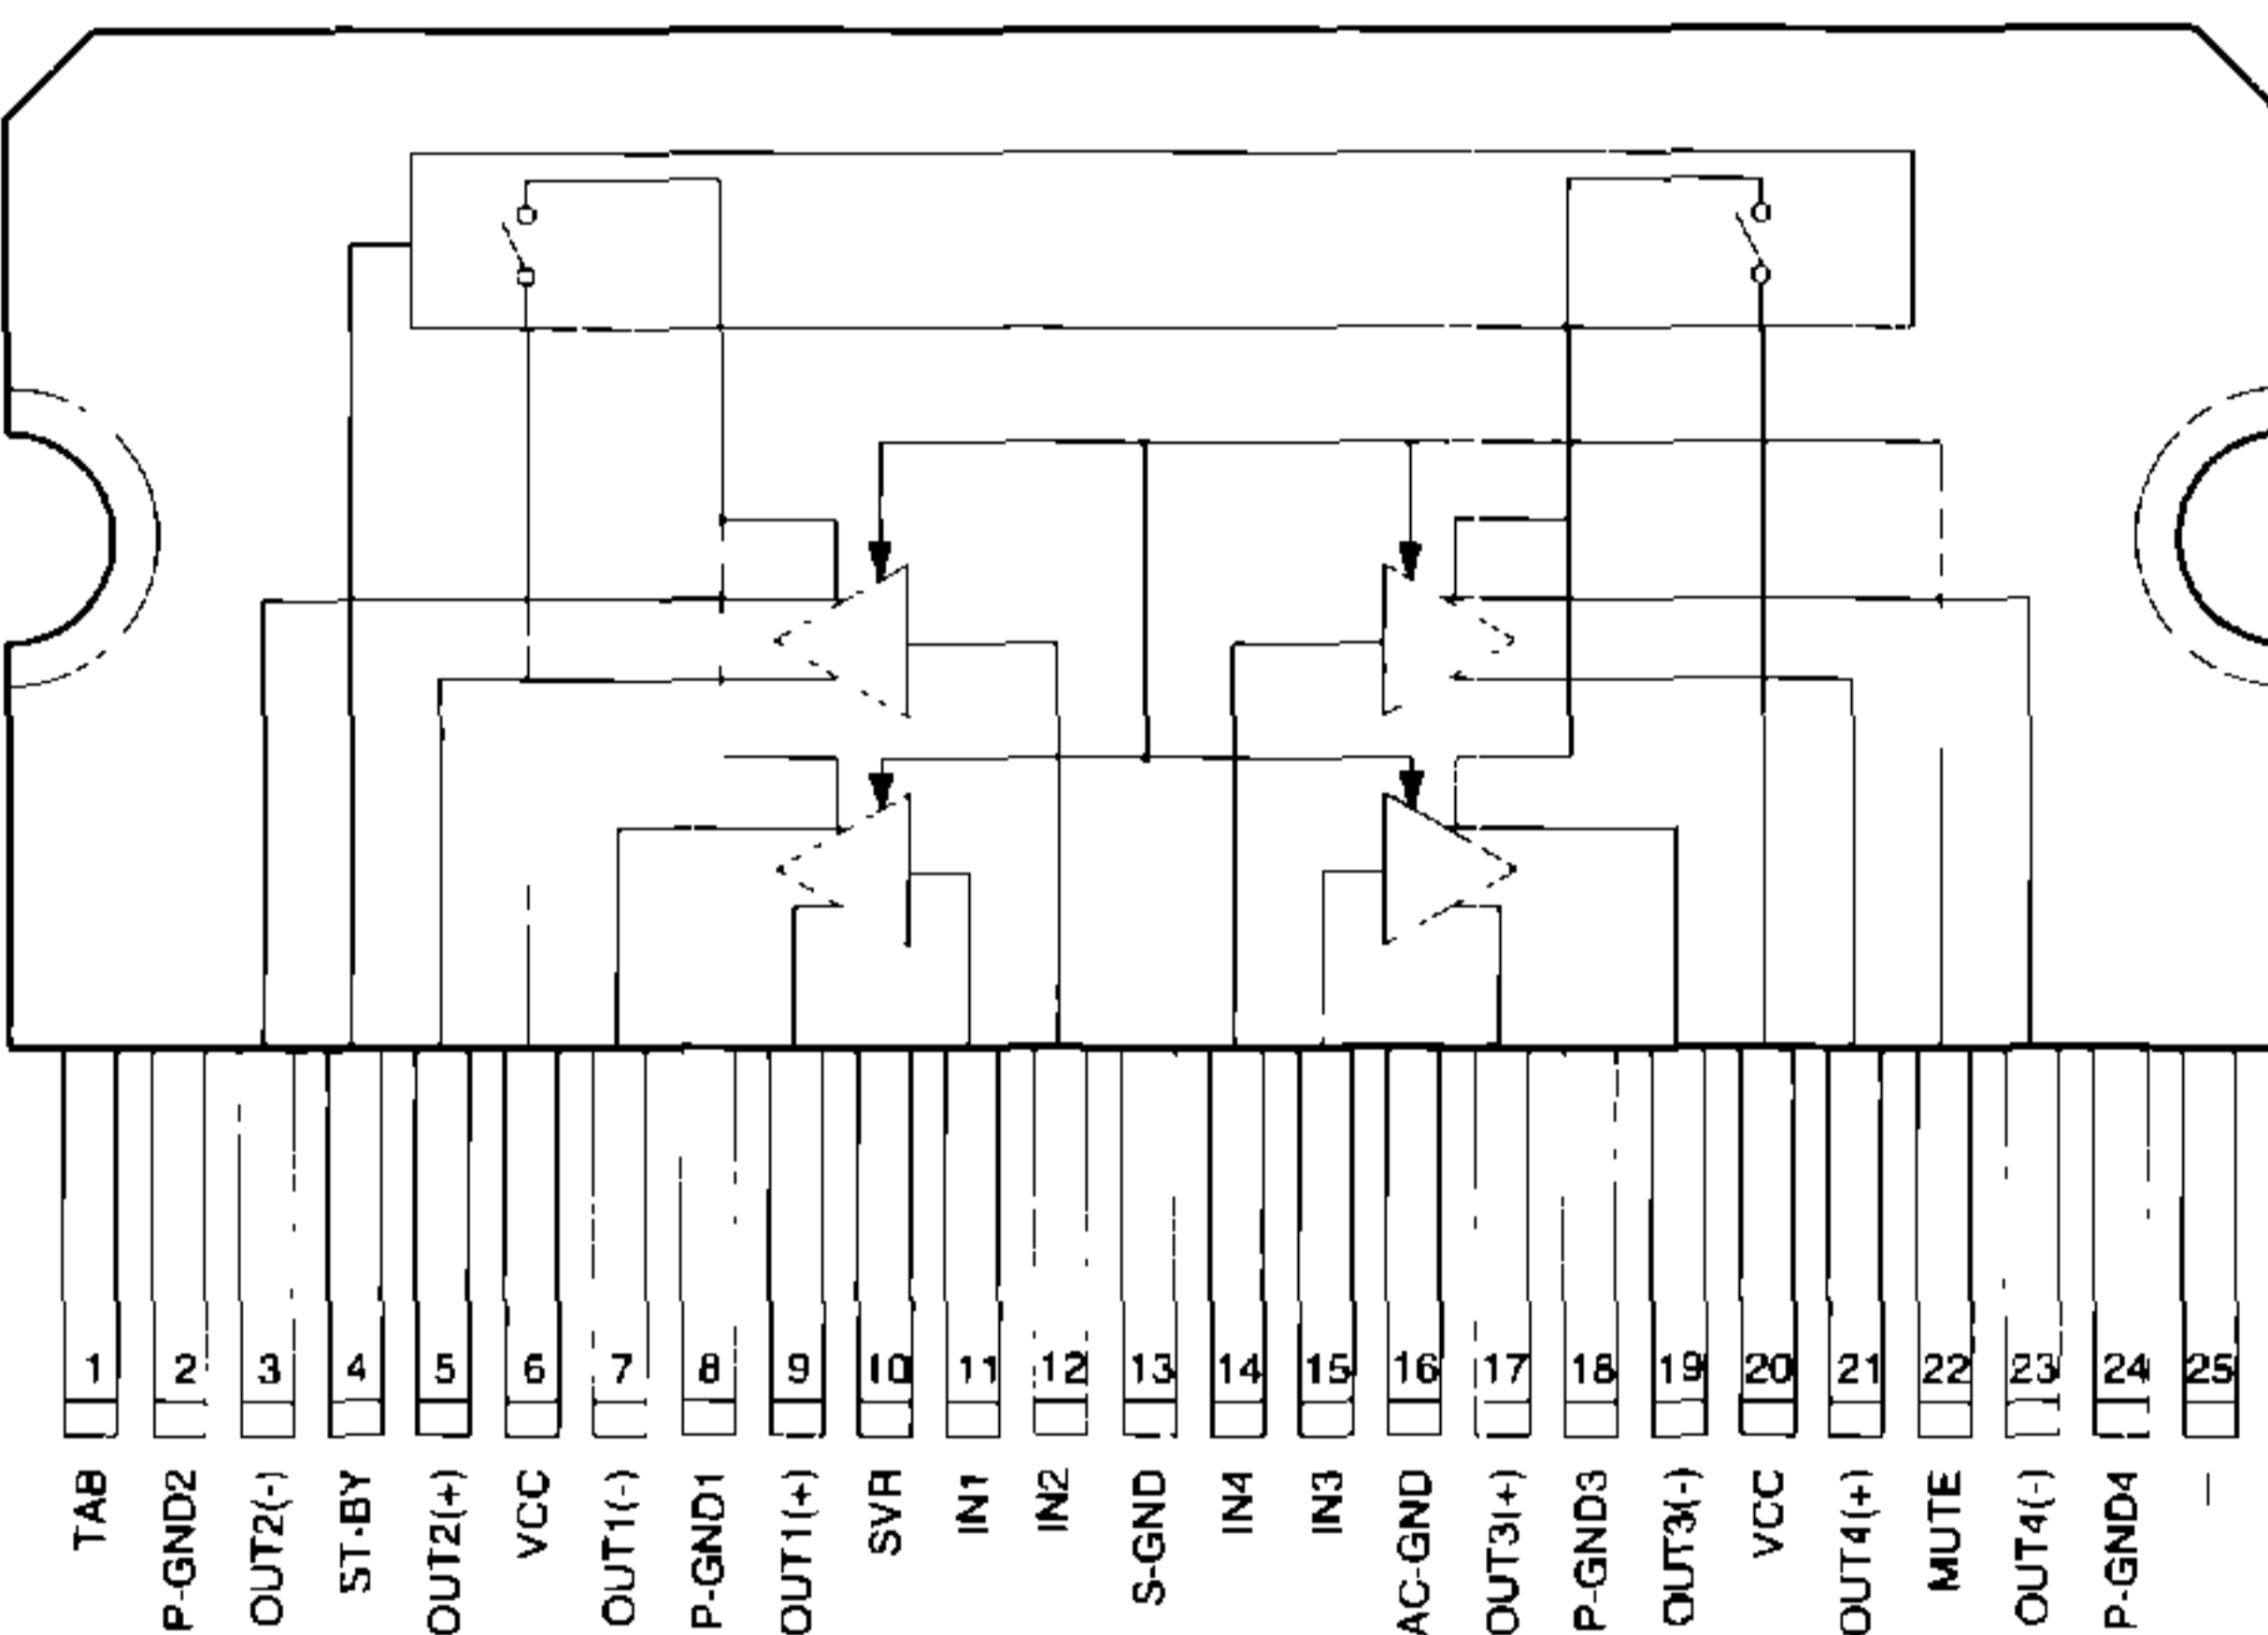 1 2 3 4 5 6 7 8 9 10 11 12 13 14 15 16 17 18 19 20 21 22 23 24 25
TAB
P-GND2
OUT2(-)
ST-BY
OUT2(+)
VCC
OUT1(-)
P-GND1
OUT1(+)
SVR
IN1
IN2
S-GND
IN4
IN3
AC-GND
OUT3(+)
P-GND3
OUT3(-)
VCC
OUT4(+)
MUTE
OUT4(-)
P-GND4
—